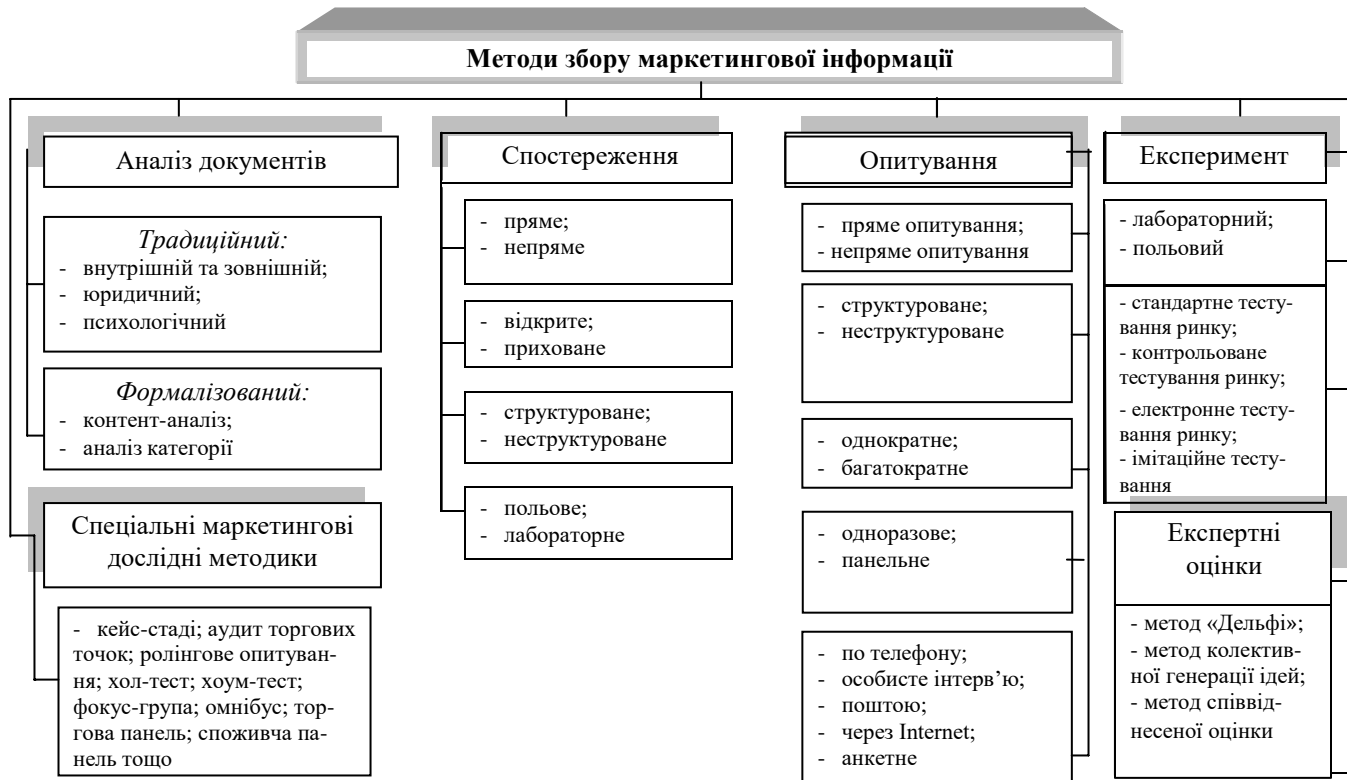 Методи збору маркетингової інформації
Аналіз документів
Традиційний:
- внутрішній та зовнішній;
- юридичний;
- психологічний
Формалізований:
- контент-аналіз;
- аналіз категорії
Спеціальні маркетингові
дослідні методики
- кейс-стаді; аудит торгових
точок; ролінгове опитуван-
ня; хол-тест; хоум-тест;
фокус-група; омнібус; тор-
гова панель; споживча па-
нель тощо
Спостереження
- пряме;
- непряме
- відкрите;
- приховане
- структуроване;
- неструктуроване
- польове;
- лабораторне
Опитування
- пряме опитування;
- непряме опитування
- структуроване;
- неструктуроване
- однократне;
- багатократне
- одноразове;
- панельне
- по телефону;
- особисте інтерв’ю;
- поштою;
- через Internet;
- анкетне
Експеримент
- лабораторний;
- польовий
- стандартне тесту-
вання ринку;
- контрольоване
тестування ринку;
- електронне тесту-
вання ринку;
- імітаційне тесту-
вання
Експертні
оцінки
- метод «Дельфі»;
- метод колектив-
ної генерації ідей;
- метод співвід-
несеної оцінки